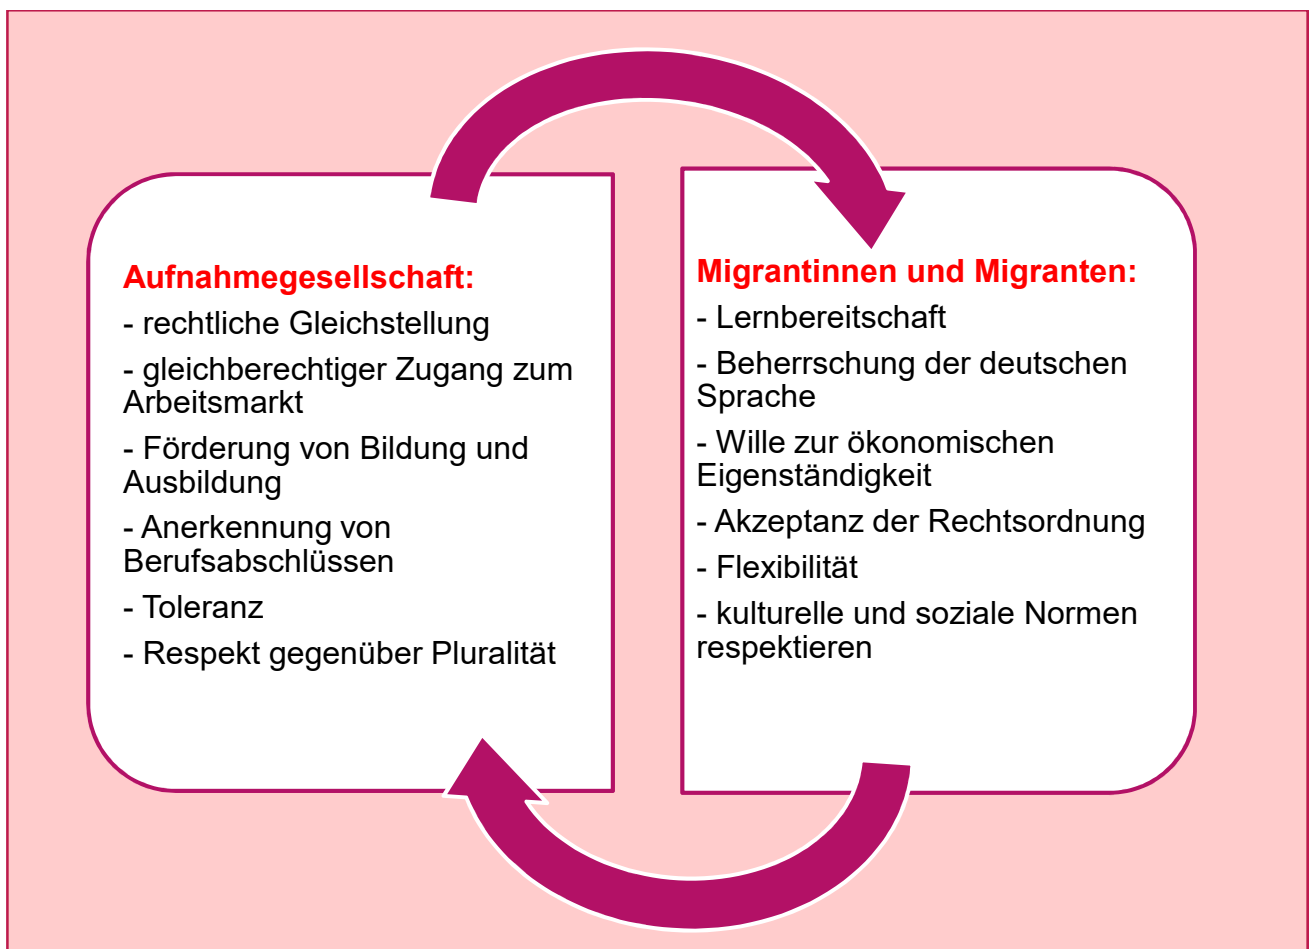 Aufnahmegesellschaft:
- rechtliche Gleichstellung
- gleichberechtiger Zugang zum
Arbeitsmarkt
- Förderung von Bildung und
Ausbildung
- Anerkennung von
Berufsabschlüssen
- Toleranz
- Respekt gegenüber Pluralität
Migrantinnen und Migranten:
- Lernbereitschaft
- Beherrschung der deutschen
Sprache
- Wille zur ökonomischen
Eigenständigkeit
- Akzeptanz der Rechtsordnung
- Flexibilität
- kulturelle und soziale Normen
respektieren